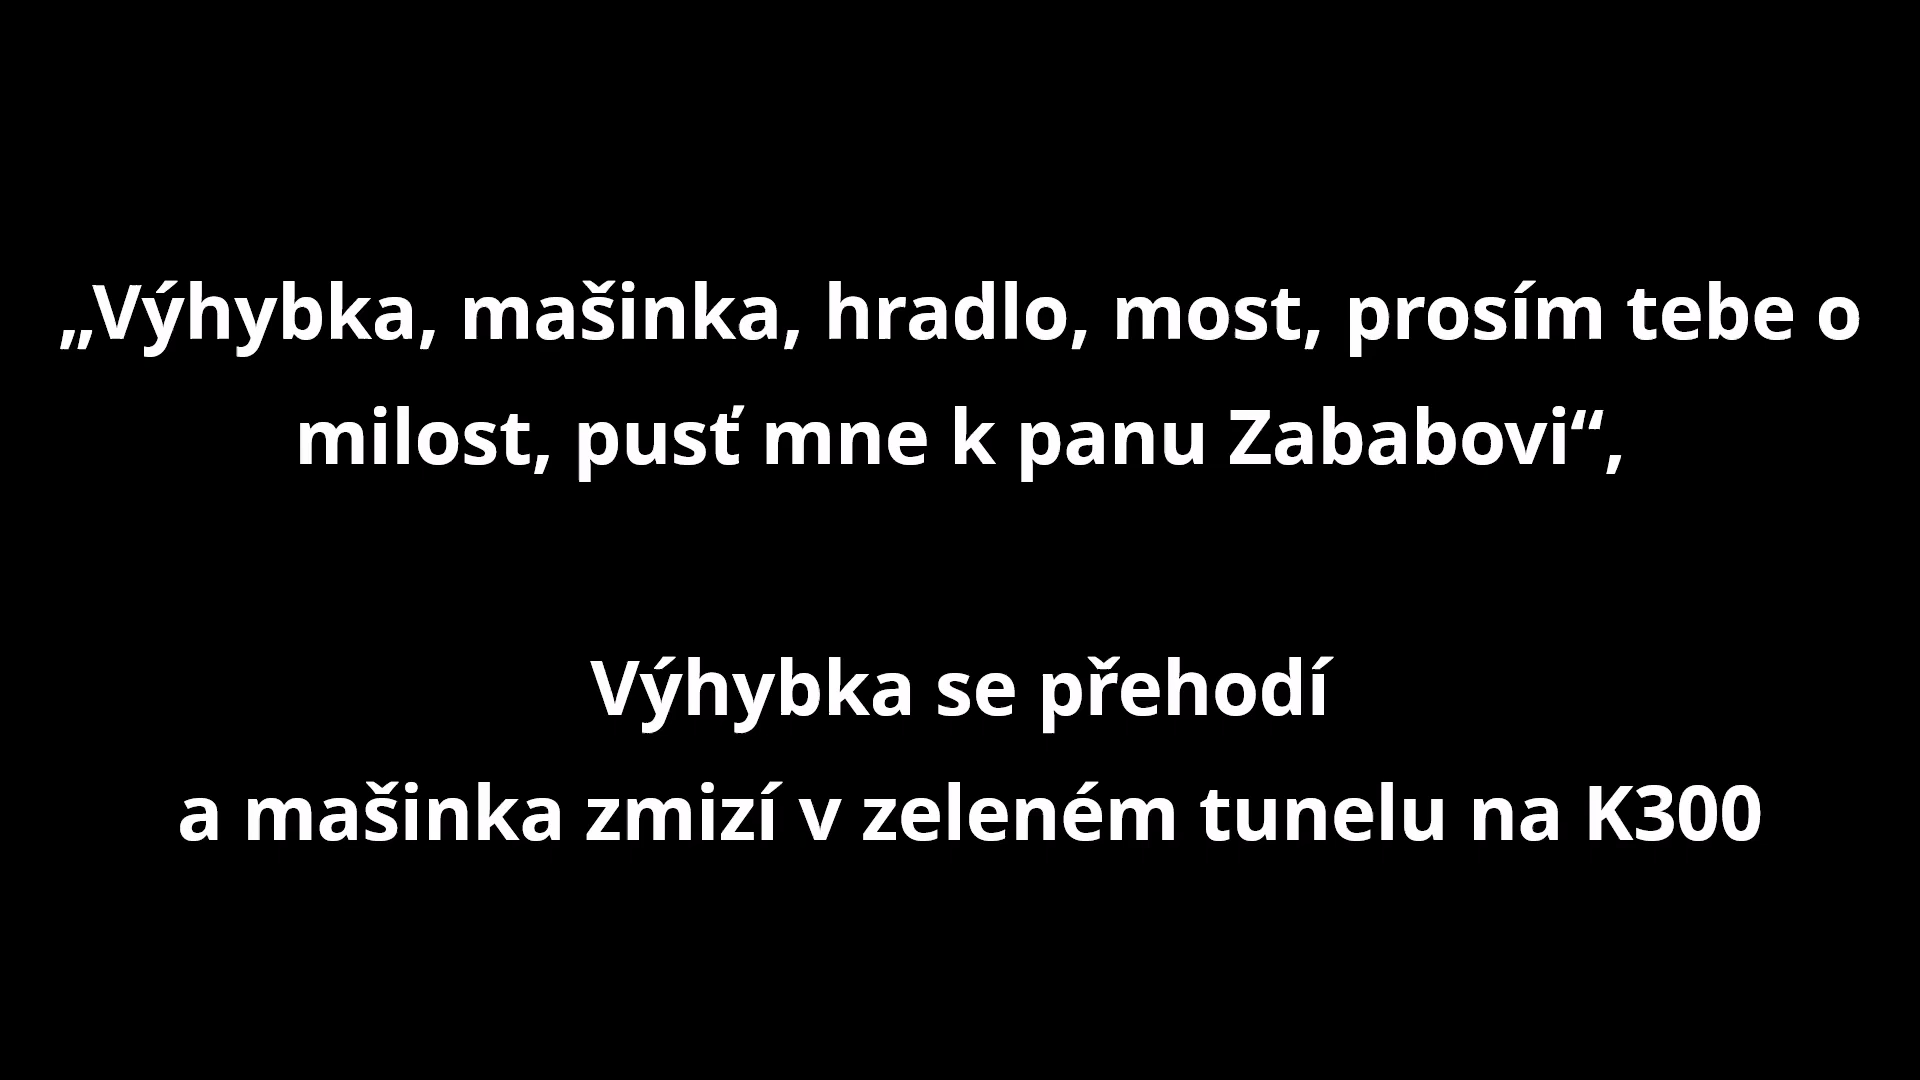 „Výhybka, mašinka, hradlo, most, prosím tebe o
milost, pusť mne k panu Zababovi“,
Výhybka se přehodí
a mašinka zmizí v zeleném tunelu na K300